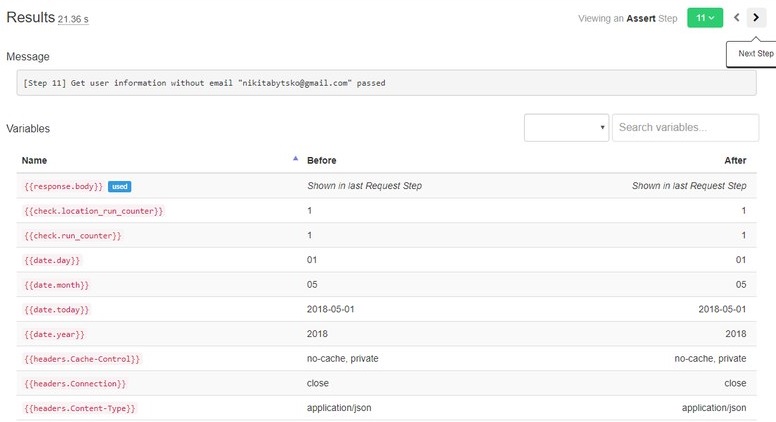 Results 21.36 s
Viewing an Assert Step 11
Next Step
Message
[Step 11] Get user information without email "nikitabytsko@gmail.com" passed
Variables
Search variables...
Name Before After
{{response.body}} used Shown in last Request Step Shown in last Request Step
{{check.location_run_counter}} 1 1
{{check.run_counter}} 1 1
{{date.day}} 01 01
{{date.month}} 05 05
{{date.today}} 2018-05-01 2018-05-01
{{date.year}} 2018 2018
{{headers.Cache-Control}} no-cache, private no-cache, private
{{headers.Connection}} close close
{{headers.Content-Type}} application/json application/json